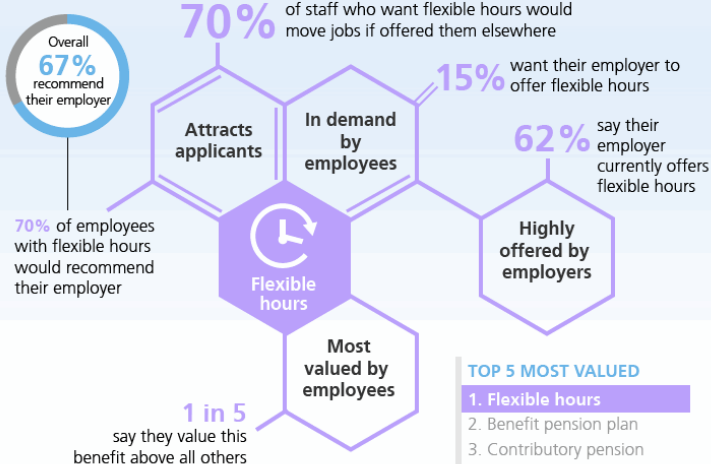 70%
of staff who want flexible hours would
move jobs if offered them elsewhere
Overall
67%
recommend
their employer
15%
want their employer to
offer flexible hours
Attracts
applicants
In demand
by
employees
62%
say their
employer
currently offers
flexible hours
70% of employees
with flexible hours
would recommend
their employer
Flexible
hours
Highly
offered by
employers
Most
valued by
employees
1 in 5
say they value this
benefit above all others
TOP 5 MOST VALUED
1. Flexible hours
2. Benefit pension plan
3. Contributory pension